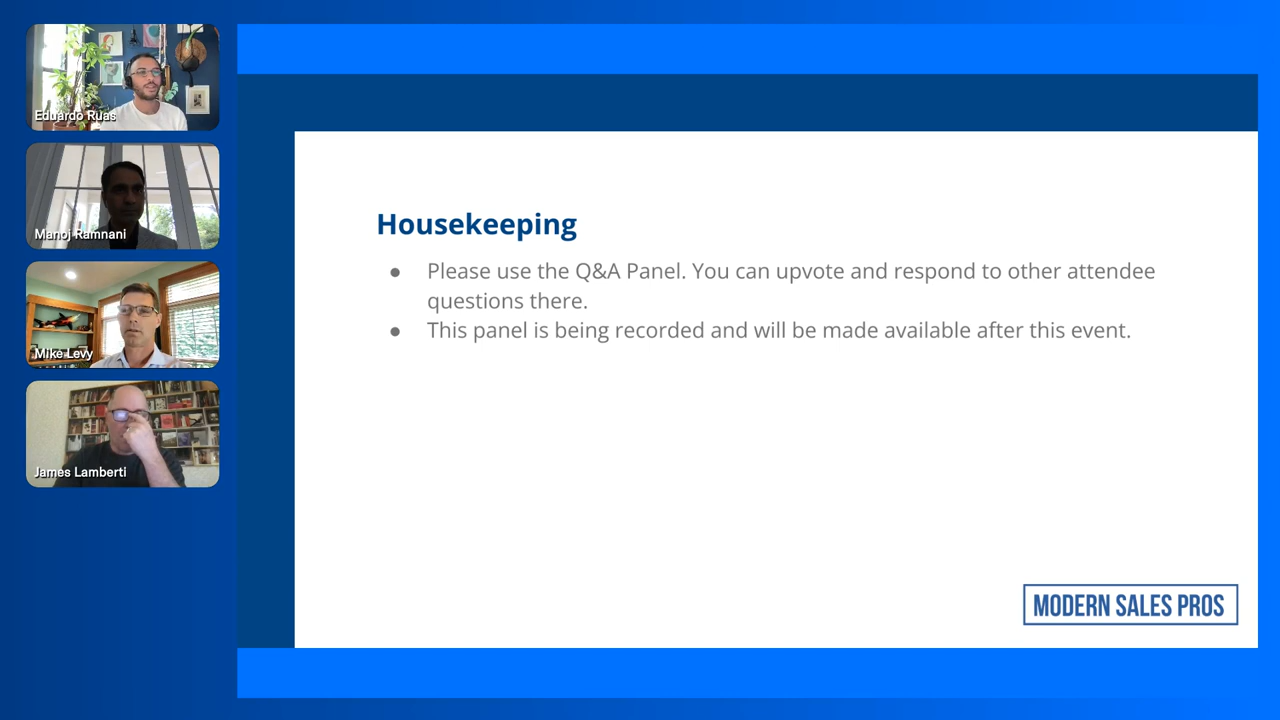 Eduardo Ruas
Manoj Ramnani
Mike Levy
James Lamberti
Housekeeping
● Please use the Q&A Panel. You can upvote and respond to other attendee
questions there.
● This panel is being recorded and will be made available after this event.
MODERN SALES PROS